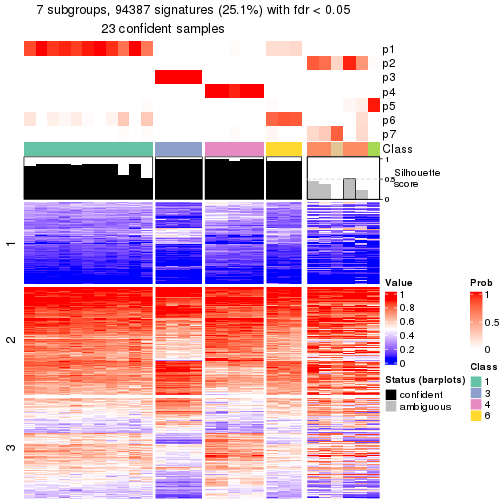 7 subgroups, 94387 signatures (25.1%) with fdr < 0.05
23 confident samples
p1
p2
p3
p4
p5
p6
p7
Class
1
0.5
0
Silhouette
score
1
2
3
Value
1
0.8
0.6
0.4
0.2
0
Prob
1
0.5
0
Status (barplots)
confident
ambiguous
Class
1
3
4
6